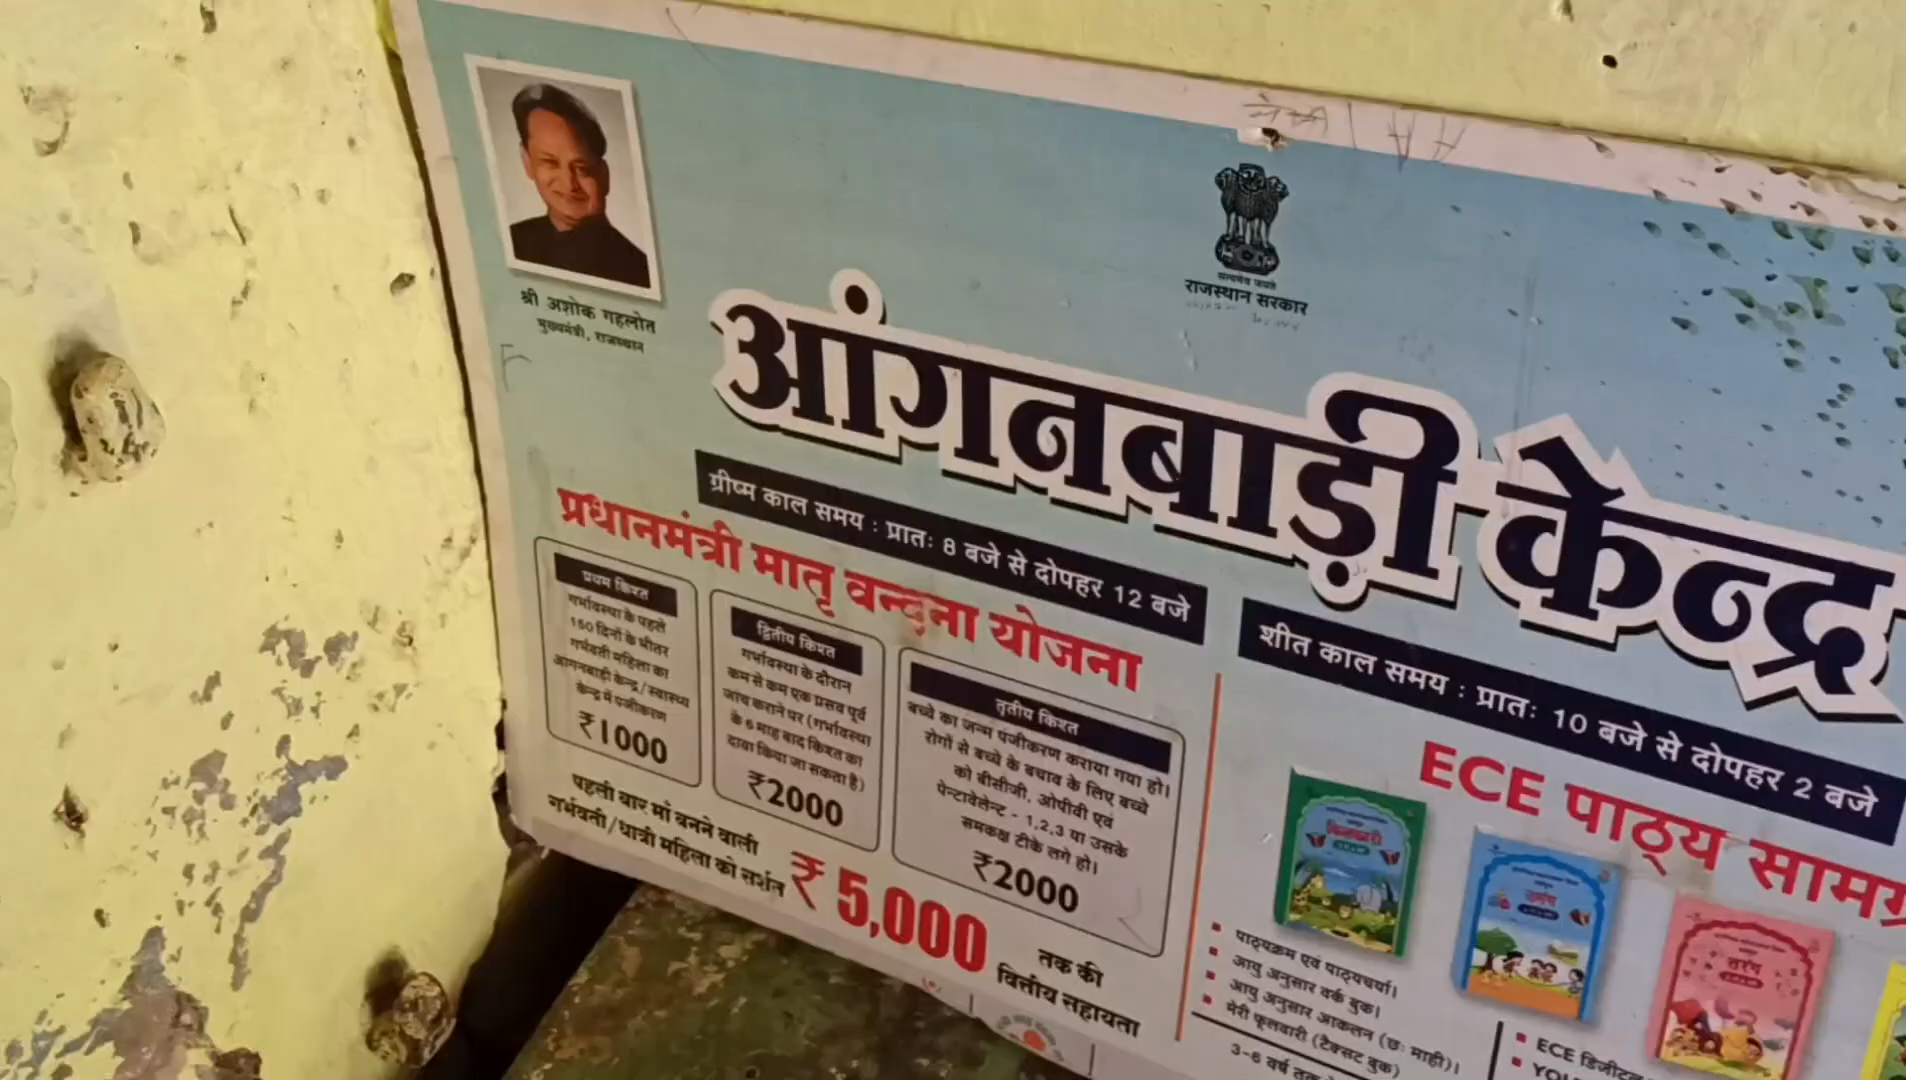 श्री अशोक गहलोत
मुख्यमंत्री, राजस्थान
सत्यमेव जयते
राजस्थान सरकार
आंगनबाड़ी केन्द्र
ग्रीष्म काल समय : प्रातः 8 बजे से दोपहर 12 बजे
शीत काल समय : प्रातः 10 बजे से दोपहर 2 बजे
प्रधानमंत्री मातृ वन्दना योजना
प्रथम किश्त
गर्भावस्था के पहले
150 दिनों के भीतर
गर्भवती महिला का
आंगनबाड़ी केन्द्र/स्वास्थ्य
केन्द्र में पंजीकरण
₹1000
द्वितीय किश्त
गर्भावस्था के दौरान
कम से कम एक प्रसव पूर्व
जांच कराने पर (गर्भावस्था
के 6 माह बाद किश्त का
दावा किया जा सकता है)
₹2000
तृतीय किश्त
बच्चे का जन्म पंजीकरण कराया गया हो।
रोगों से बच्चे के बचाव के लिए बच्चे
को बीसीजी, ओपीवी एवं
पेन्टावेलेन्ट - 1,2,3 या उसके
समकक्ष टीके लगे हो।
₹2000
पहली बार मां बनने वाली
गर्भवती/धात्री महिला को सशर्त
₹ 5,000
तक की
वित्तीय सहायता
ECE पाठ्य सामग्र
किलकारी
उमंग
तरंग
पाठ्यक्रम एवं पाठ्यचर्या।
आयु अनुसार वर्क बुक।
आयु अनुसार आकलन (छः माही)।
मेरी फूलवारी (टैक्सट बुक)
3-6 वर्ष तक
ECE डिजीटल
YOU